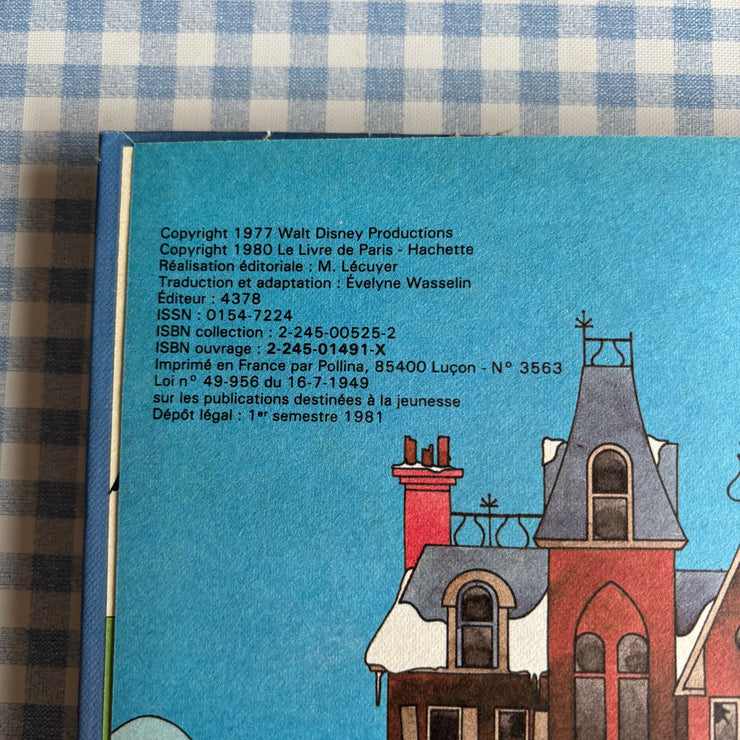 Copyright 1977 Walt Disney Productions
Copyright 1980 Le Livre de Paris - Hachette
Réalisation éditoriale : M. Lécuyer
Traduction et adaptation : Évelyne Wasselin
Éditeur : 4378
ISSN : 0154-7224
ISBN collection : 2-245-00525-2
ISBN ouvrage : 2-245-01491-X
Imprimé en France par Pollina, 85400 Luçon - N° 3563
Loi n° 49-956 du 16-7-1949
sur les publications destinées à la jeunesse
Dépôt légal : 1er semestre 1981